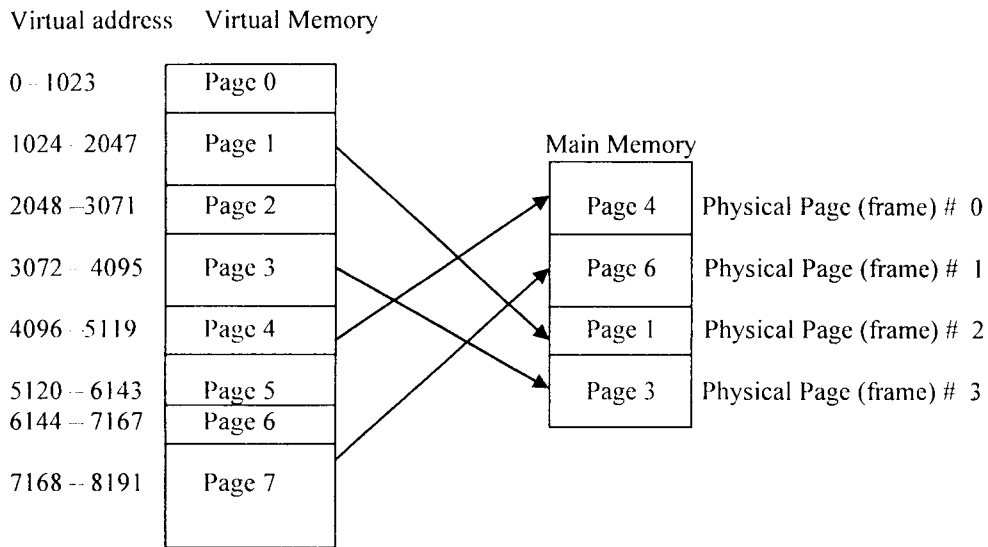 Virtual address Virtual Memory
0 – 1023 Page 0
1024 – 2047 Page 1
Main Memory
2048 – 3071 Page 2 Page 4 Physical Page (frame) # 0
3072 – 4095 Page 3 Page 6 Physical Page (frame) # 1
4096 – 5119 Page 4 Page 1 Physical Page (frame) # 2
5120 – 6143 Page 5 Page 3 Physical Page (frame) # 3
6144 – 7167 Page 6
7168 – 8191 Page 7